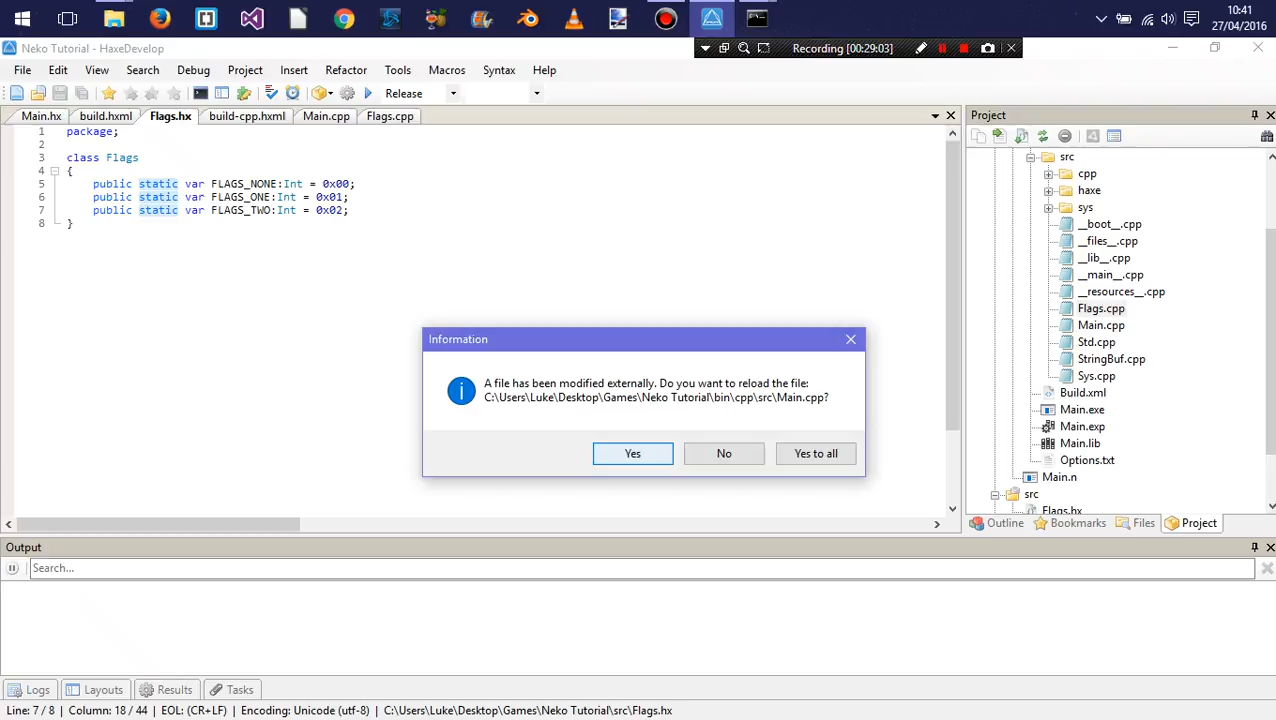 10:41
27/04/2016
Neko Tutorial - HaxeDevelop
Recording [00:29:03]
File Edit View Search Debug Project Insert Refactor Tools Macros Syntax Help
Release
Main.hx build.hxml Flags.hx build-cpp.hxml Main.cpp Flags.cpp
1 package;
2
3 class Flags
4 {
5 public static var FLAGS_NONE:Int = 0x00;
6 public static var FLAGS_ONE:Int = 0x01;
7 public static var FLAGS_TWO:Int = 0x02;
8 }
Project
src
cpp
haxe
sys
__boot__.cpp
__files__.cpp
__lib__.cpp
__main__.cpp
__resources__.cpp
Flags.cpp
Main.cpp
Std.cpp
StringBuf.cpp
Sys.cpp
Build.xml
Main.exe
Main.exp
Main.lib
Options.txt
Main.n
src
Flags.hx
Outline Bookmarks Files Project
Information
A file has been modified externally. Do you want to reload the file:
C:\Users\Luke\Desktop\Games\Neko Tutorial\bin\cpp\src\Main.cpp?
Yes No Yes to all
Output
Search...
Logs Layouts Results Tasks
Line: 7 / 8 | Column: 18 / 44 | EOL: (CR+LF) | Encoding: Unicode (utf-8) | C:\Users\Luke\Desktop\Games\Neko Tutorial\src\Flags.hx